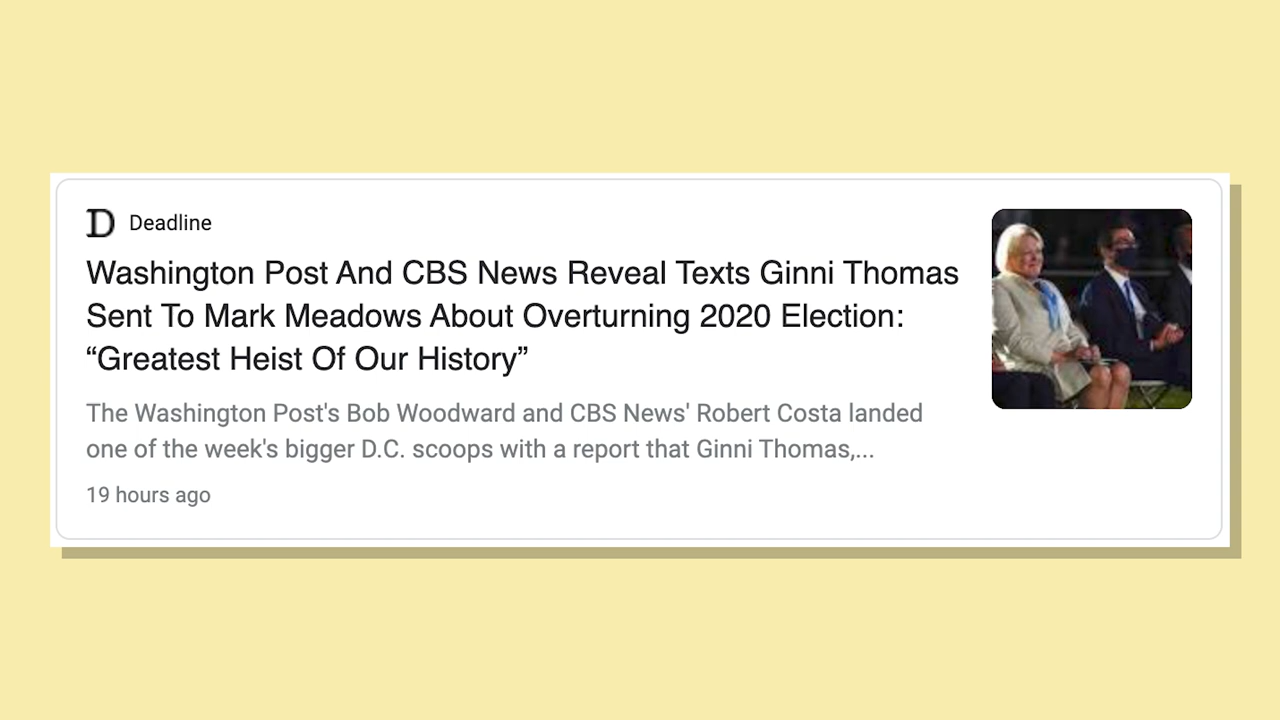 D Deadline
Washington Post And CBS News Reveal Texts Ginni Thomas
Sent To Mark Meadows About Overturning 2020 Election:
“Greatest Heist Of Our History”
The Washington Post's Bob Woodward and CBS News' Robert Costa landed
one of the week's bigger D.C. scoops with a report that Ginni Thomas,...
19 hours ago